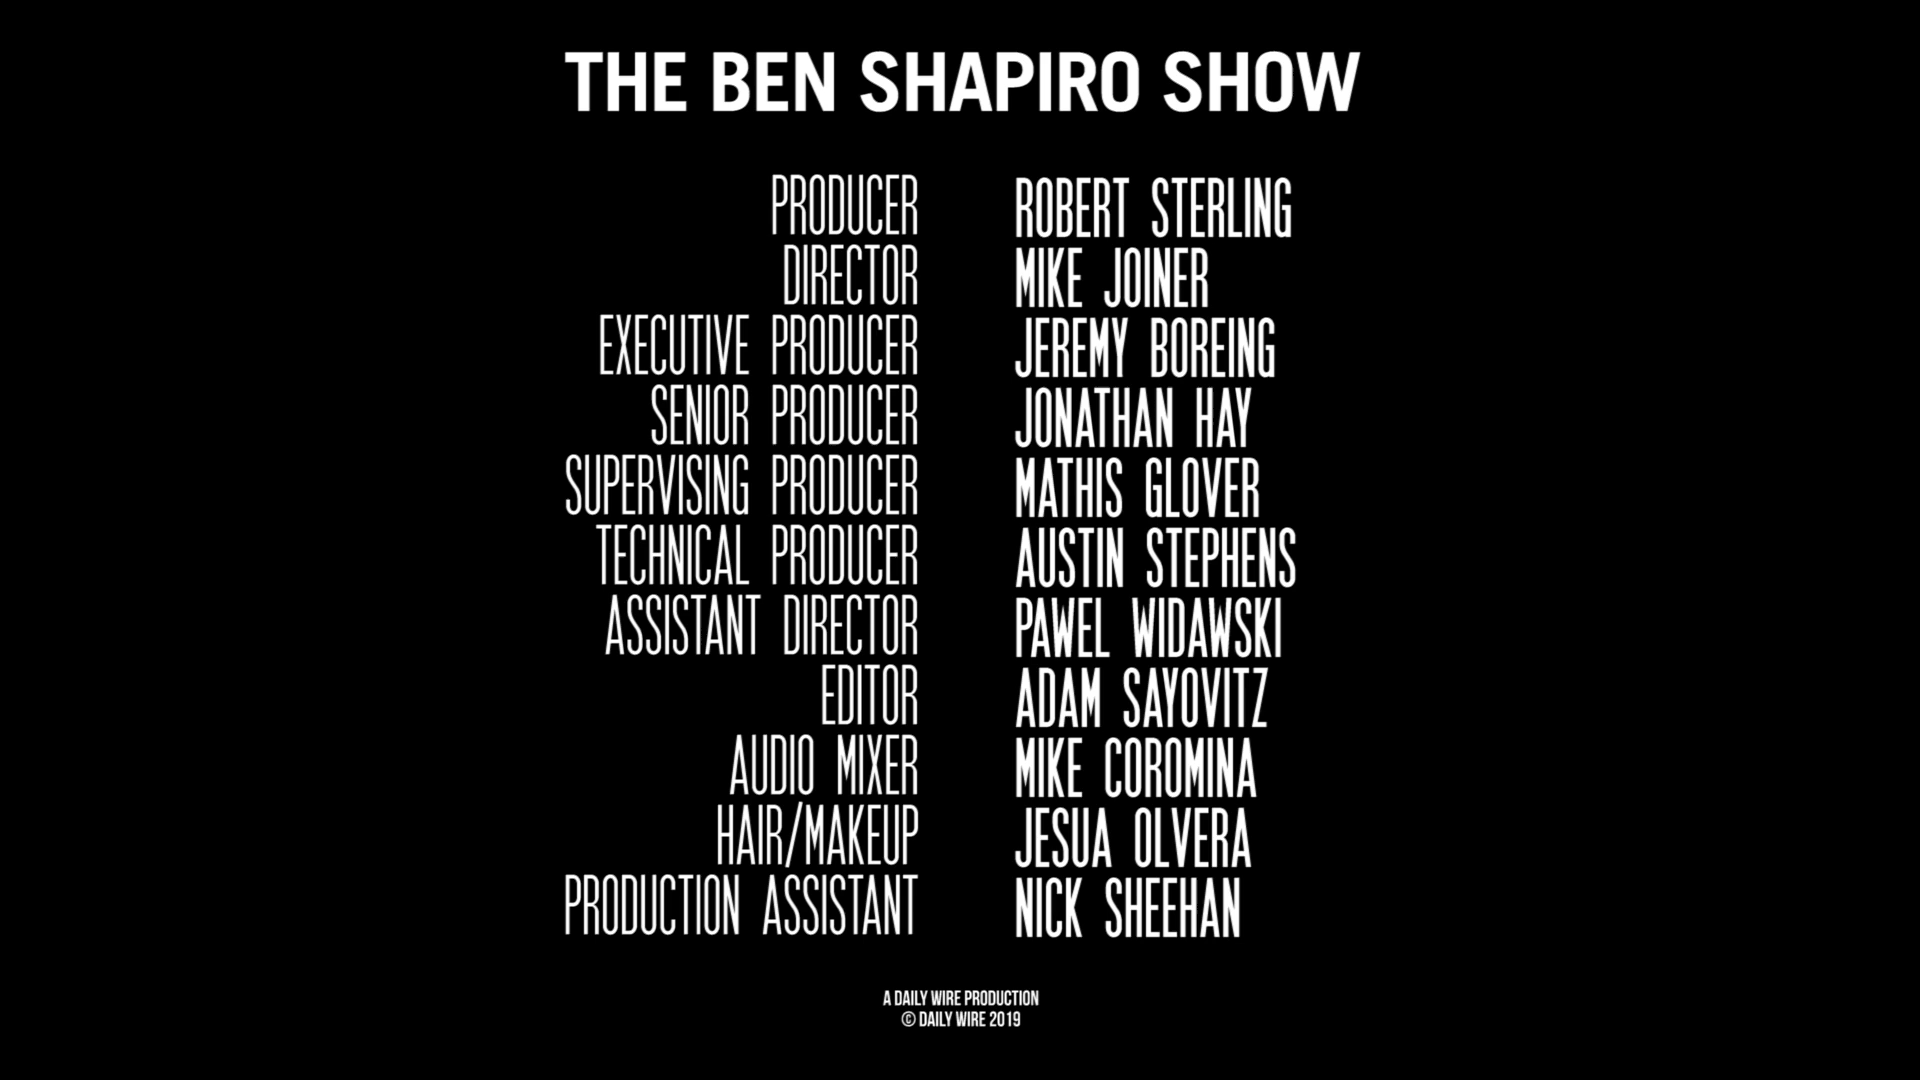 THE BEN SHAPIRO SHOW
PRODUCER ROBERT STERLING
DIRECTOR MIKE JOINER
EXECUTIVE PRODUCER JEREMY BOREING
SENIOR PRODUCER JONATHAN HAY
SUPERVISING PRODUCER MATHIS GLOVER
TECHNICAL PRODUCER AUSTIN STEPHENS
ASSISTANT DIRECTOR PAWEL WIDAWSKI
EDITOR ADAM SAYOVITZ
AUDIO MIXER MIKE COROMINA
HAIR/MAKEUP JESUA OLVERA
PRODUCTION ASSISTANT NICK SHEEHAN
A DAILY WIRE PRODUCTION
© DAILY WIRE 2019